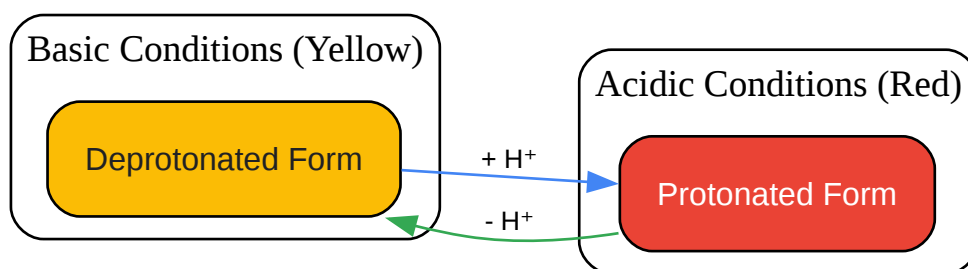 Basic Conditions (Yellow)
Deprotonated Form
+ H⁺
- H⁺
Acidic Conditions (Red)
Protonated Form